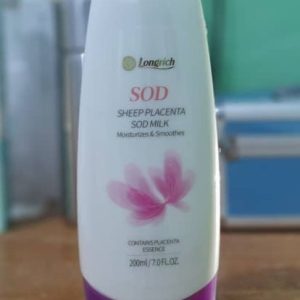 Longrich
SOD
SHEEP PLACENTA
SOD MILK
Moisturizes & Smoothes
CONTAINS PLACENTA
ESSENCE
200ml / 7.0 FL.OZ.